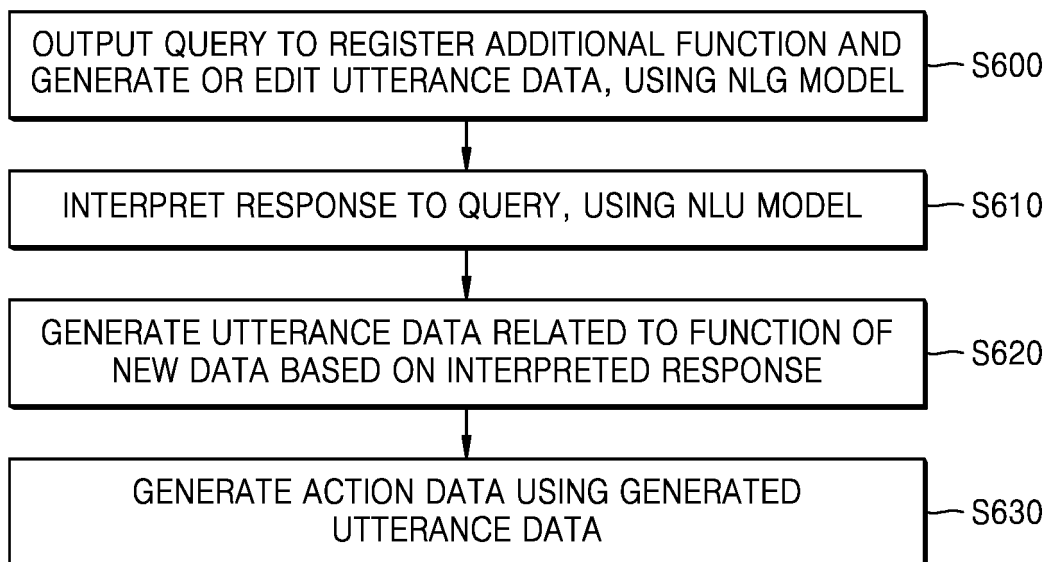 OUTPUT QUERY TO REGISTER ADDITIONAL FUNCTION AND
GENERATE OR EDIT UTTERANCE DATA, USING NLG MODEL
S600
INTERPRET RESPONSE TO QUERY, USING NLU MODEL
S610
GENERATE UTTERANCE DATA RELATED TO FUNCTION OF
NEW DATA BASED ON INTERPRETED RESPONSE
S620
GENERATE ACTION DATA USING GENERATED
UTTERANCE DATA
S630